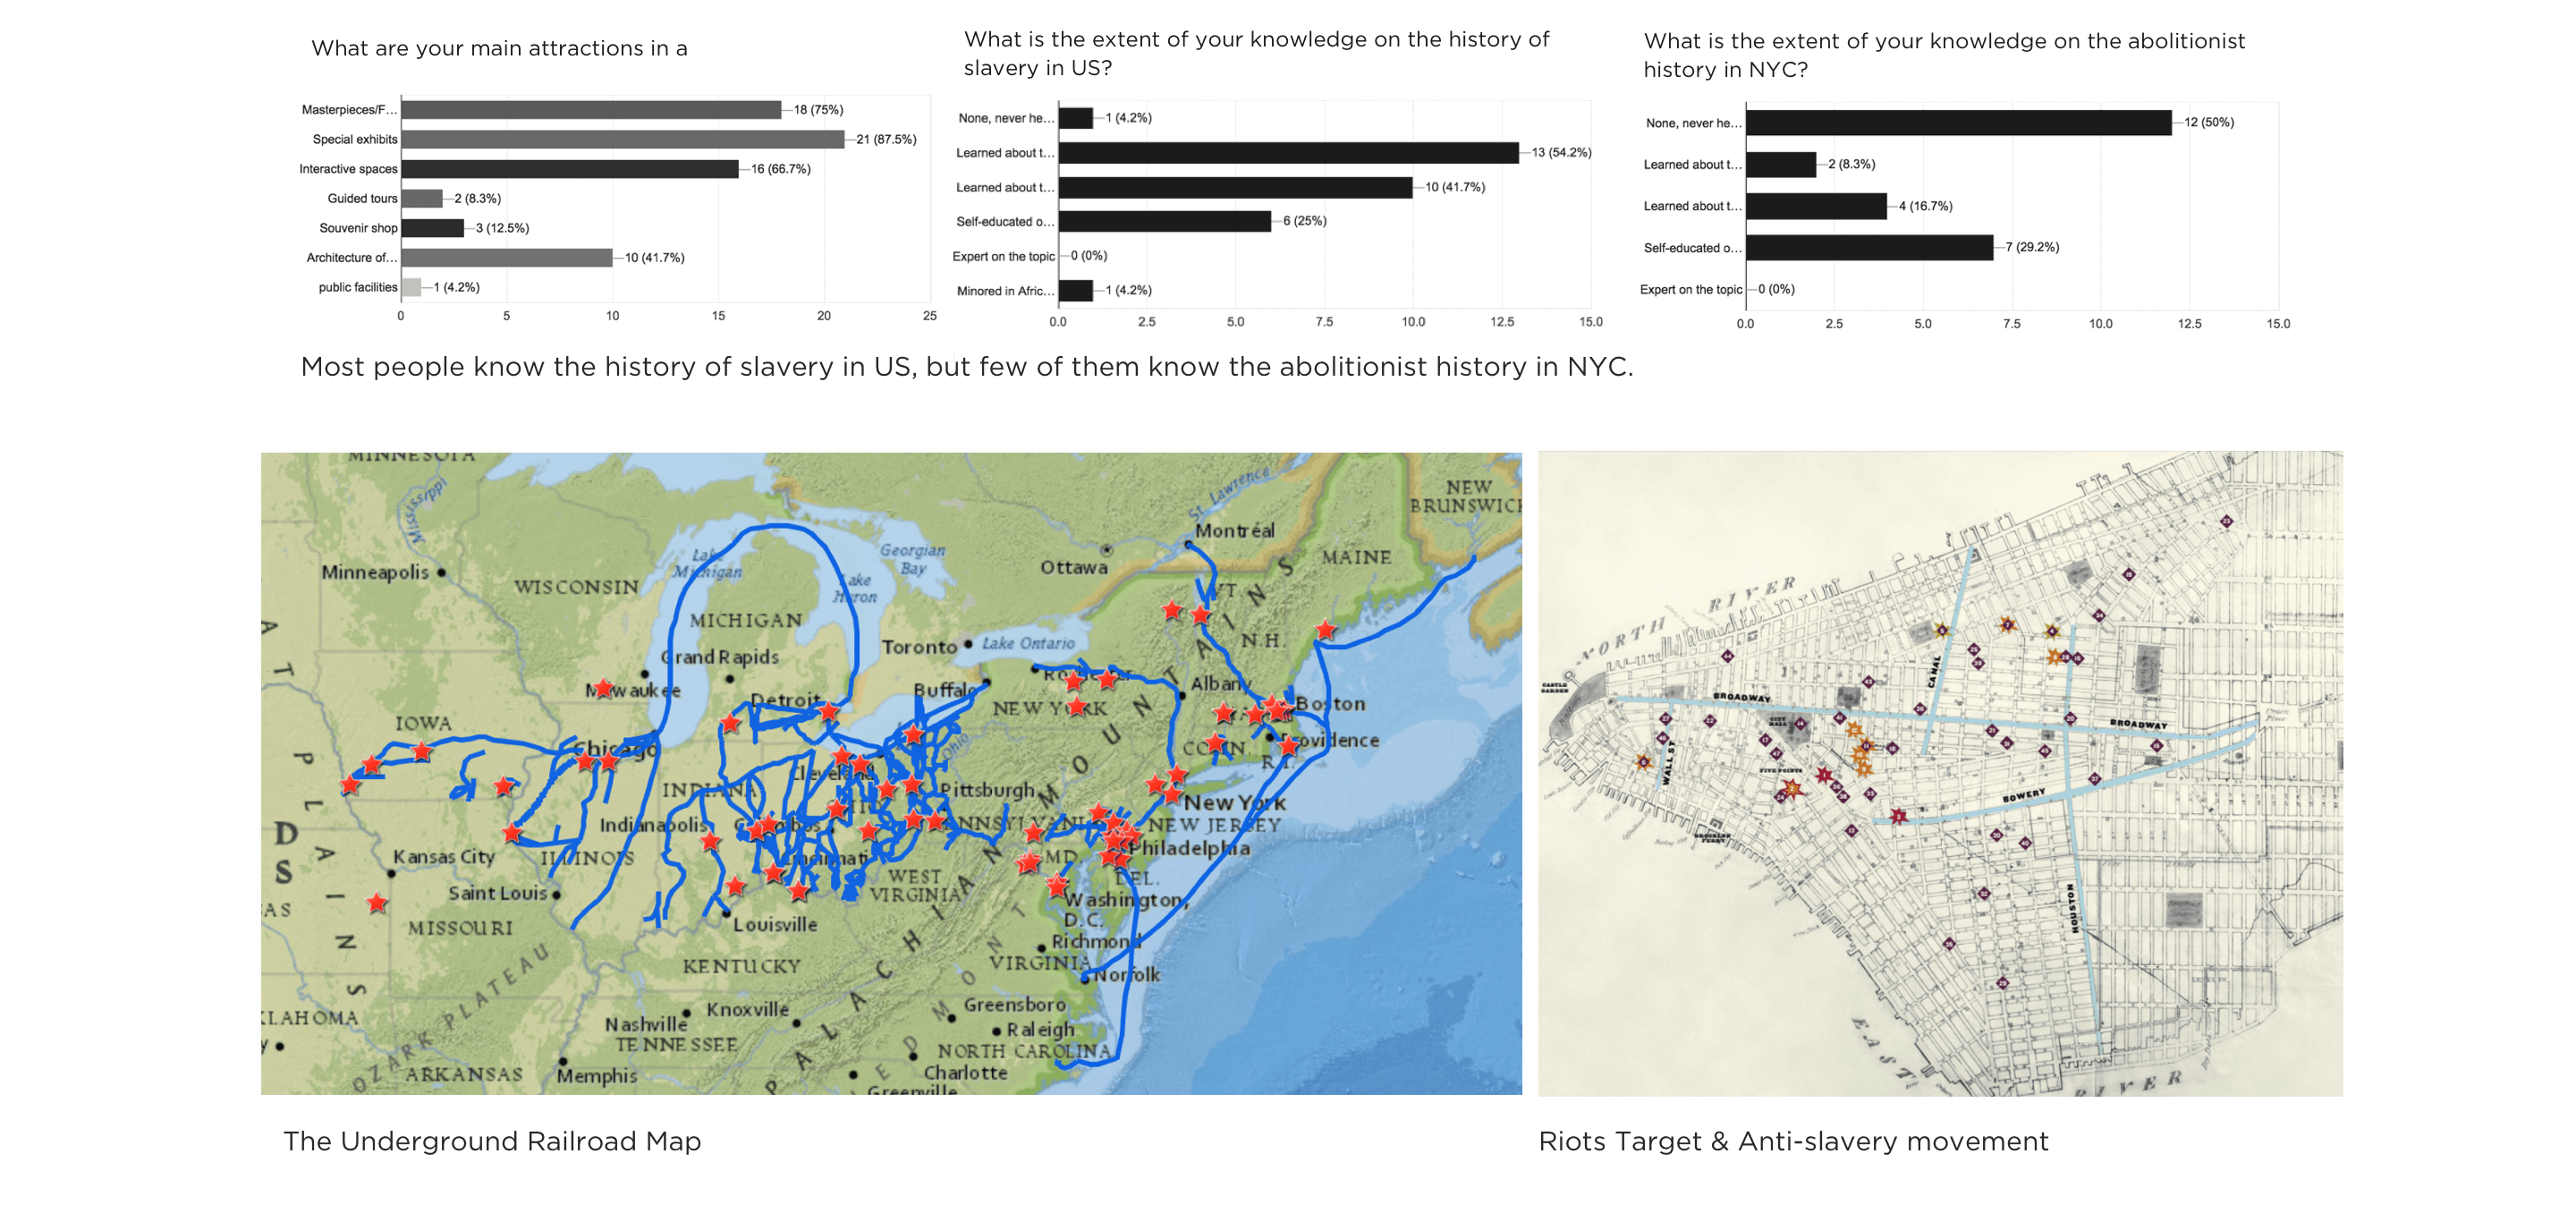 What are your main attractions in a
Masterpieces/F...
18 (75%)
Special exhibits
21 (87.5%)
Interactive spaces
16 (66.7%)
Guided tours
2 (8.3%)
Souvenir shop
3 (12.5%)
Architecture of...
10 (41.7%)
public facilities
1 (4.2%)
0 5 10 15 20 25
What is the extent of your knowledge on the history of
slavery in US?
None, never he...
1 (4.2%)
Learned about t...
13 (54.2%)
Learned about t...
10 (41.7%)
Self-educated o...
6 (25%)
Expert on the topic
0 (0%)
Minored in Afric...
1 (4.2%)
0.0 2.5 5.0 7.5 10.0 12.5 15.0
What is the extent of your knowledge on the abolitionist
history in NYC?
None, never he...
12 (50%)
Learned about t...
2 (8.3%)
Learned about t...
4 (16.7%)
Self-educated o...
7 (29.2%)
Expert on the topic
0 (0%)
0.0 2.5 5.0 7.5 10.0 12.5 15.0
Most people know the history of slavery in US, but few of them know the abolitionist history in NYC.
MINNESOTA
Mississippi
Minneapolis
WISCONSIN
Lake
Michigan
Georgian
Bay
Lake
Huron
MICHIGAN
Grand Rapids
Milwaukee
Detroit
IOWA
Chicago
Ottawa
Montréal
St. Lawrence
NEW
BRUNSWICK
MAINE
VT.
N.H.
Toronto
Lake Ontario
Rochester
Buffalo
NEW YORK
Albany
Boston
Providence
CONN.
R.I.
Cleveland
Ohio
Pittsburgh
INDIANA
OHIO
Indianapolis
Columbus
PENNSYLVANIA
New York
NEW JERSEY
Philadelphia
MD.
DEL.
ILLINOIS
Cincinnati
Kansas City
Saint Louis
WEST
VIRGINIA
Washington,
D.C.
MISSOURI
Louisville
Richmond
VIRGINIA
Norfolk
KENTUCKY
Knoxville
Greensboro
Nashville
Raleigh
TENNESSEE
NORTH CAROLINA
OZARK PLATEAU
KLAHOMA
ARKANSAS
Memphis
Charlotte
Greenville
PLAINS
MOUNTAINS
NORTH RIVER
CASTLE
GARDEN
BROADWAY
CANAL
CITY
HALL
BROADWAY
WALL ST
FIVE POINTS
BOWERY
BROOKLYN
FERRY
HOUSTON
EAST RIVER
The Underground Railroad Map
Riots Target & Anti-slavery movement